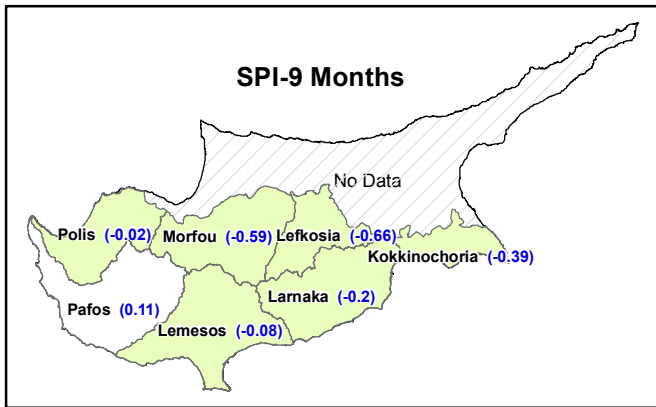 SPI-9 Months
No Data
Polis (-0.02)
Morfou (-0.59)
Lefkosia (-0.66)
Kokkinochoria (-0.39)
Pafos (0.11)
Larnaka (-0.2)
Lemesos (-0.08)